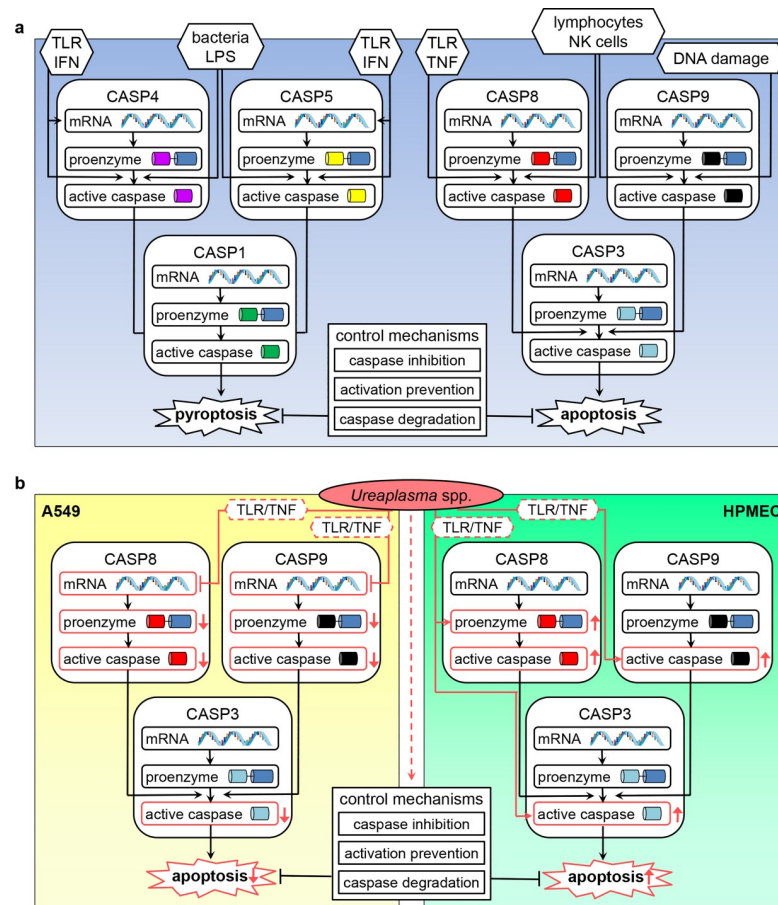 a
TLR
IFN
bacteria
LPS
TLR
IFN
TLR
TNF
lymphocytes
NK cells
DNA damage
CASP4
mRNA
proenzyme
active caspase
CASP5
mRNA
proenzyme
active caspase
CASP8
mRNA
proenzyme
active caspase
CASP9
mRNA
proenzyme
active caspase
CASP1
mRNA
proenzyme
active caspase
CASP3
mRNA
proenzyme
active caspase
control mechanisms
caspase inhibition
activation prevention
caspase degradation
pyroptosis
apoptosis
b
Ureaplasma spp.
A549
HPMEC
TLR/TNF
TLR/TNF
TLR/TNF
TLR/TNF
CASP8
mRNA
proenzyme
active caspase
CASP9
mRNA
proenzyme
active caspase
CASP8
mRNA
proenzyme
active caspase
CASP9
mRNA
proenzyme
active caspase
CASP3
mRNA
proenzyme
active caspase
CASP3
mRNA
proenzyme
active caspase
control mechanisms
caspase inhibition
activation prevention
caspase degradation
apoptosis
apoptosis